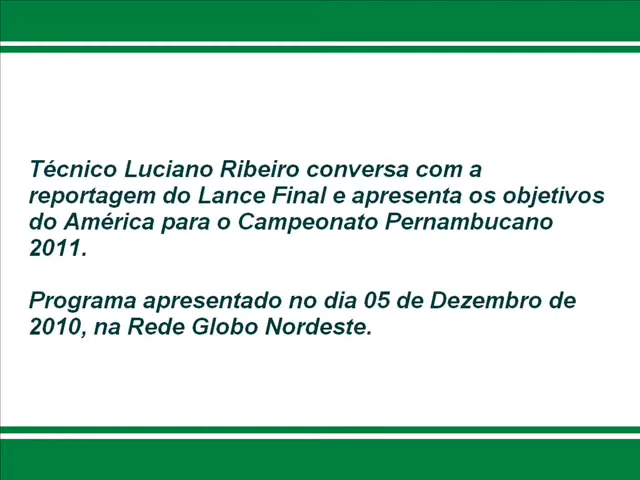 Técnico Luciano Ribeiro conversa com a
reportagem do Lance Final e apresenta os objetivos
do América para o Campeonato Pernambucano
2011.
Programa apresentado no dia 05 de Dezembro de
2010, na Rede Globo Nordeste.